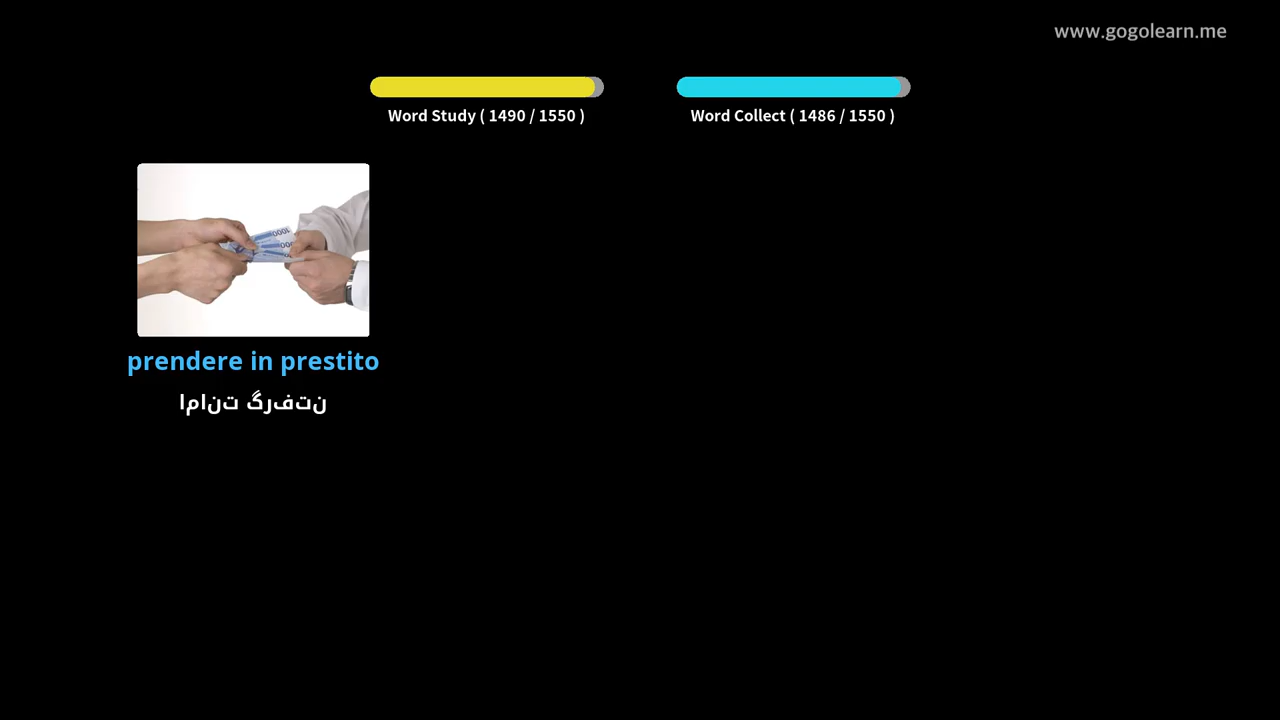 www.gogolearn.me
Word Study ( 1490 / 1550 )
Word Collect ( 1486 / 1550 )
prendere in prestito
امانت گرفتن